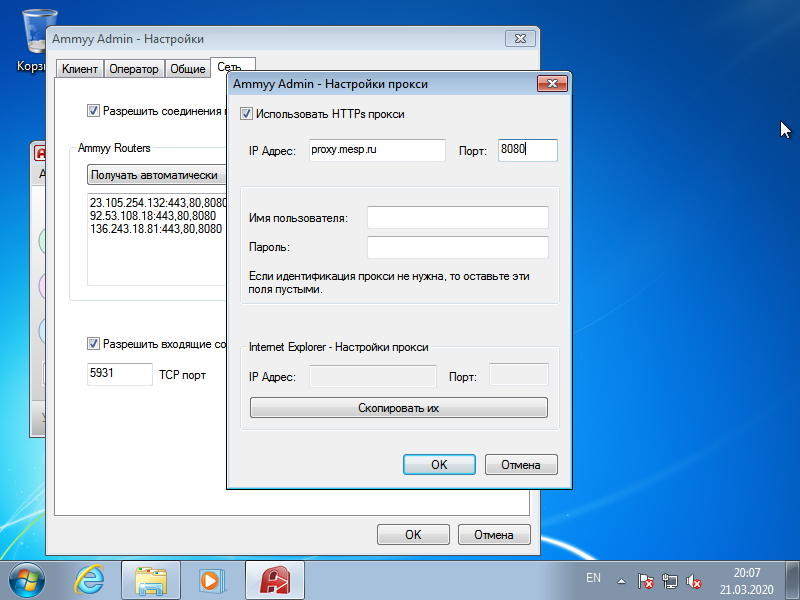 Ammyy Admin - Настройки
Клиент
Оператор
Общие
Сеть
Разрешить соединения
Ammyy Routers
Получать автоматически
23.105.254.132:443,80,8080
92.53.108.18:443,80,8080
136.243.18.81:443,80,8080
Разрешить входящие со
5931
TCP порт
OK
Отмена
Ammyy Admin - Настройки прокси
Использовать HTTPs прокси
IP Адрес:
proxy.mesp.ru
Порт:
8080
Имя пользователя:
Пароль:
Если идентификация прокси не нужна, то оставьте эти
поля пустыми.
Internet Explorer - Настройки прокси
IP Адрес:
Порт:
Скопировать их
OK
Отмена
EN
20:07
21.03.2020